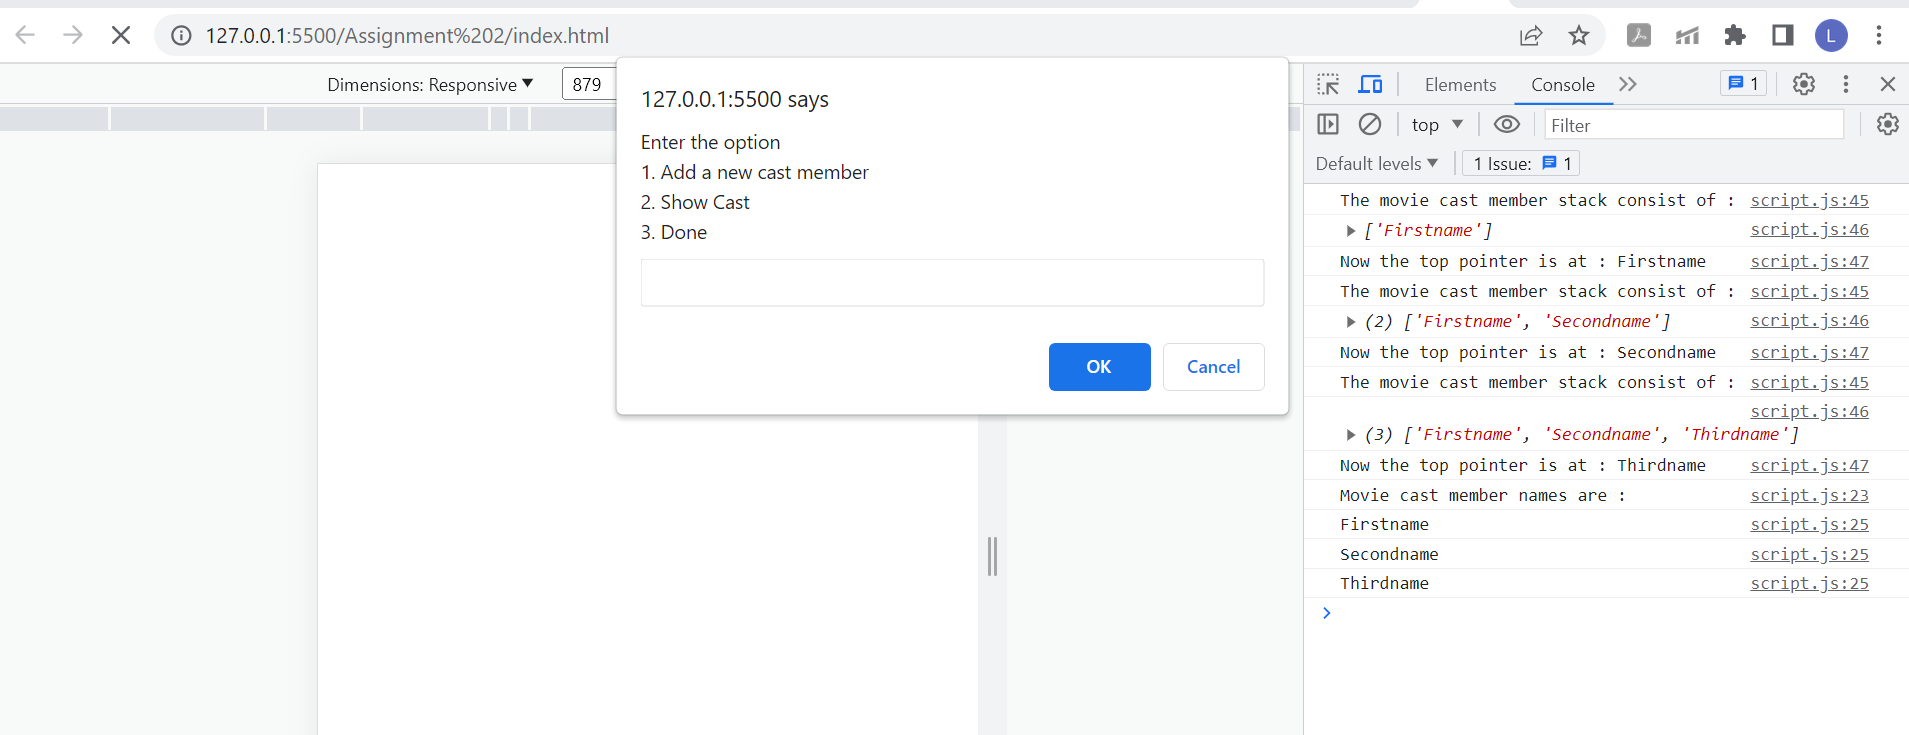 127.0.0.1:5500/Assignment%202/index.html
L
Dimensions: Responsive
879
127.0.0.1:5500 says
Enter the option
1. Add a new cast member
2. Show Cast
3. Done
OK
Cancel
Elements
Console
1
top
Filter
Default levels
1 Issue: 1
The movie cast member stack consist of : script.js:45
['Firstname'] script.js:46
Now the top pointer is at : Firstname script.js:47
The movie cast member stack consist of : script.js:45
(2) ['Firstname', 'Secondname'] script.js:46
Now the top pointer is at : Secondname script.js:47
The movie cast member stack consist of : script.js:45
script.js:46
(3) ['Firstname', 'Secondname', 'Thirdname']
Now the top pointer is at : Thirdname script.js:47
Movie cast member names are : script.js:23
Firstname script.js:25
Secondname script.js:25
Thirdname script.js:25